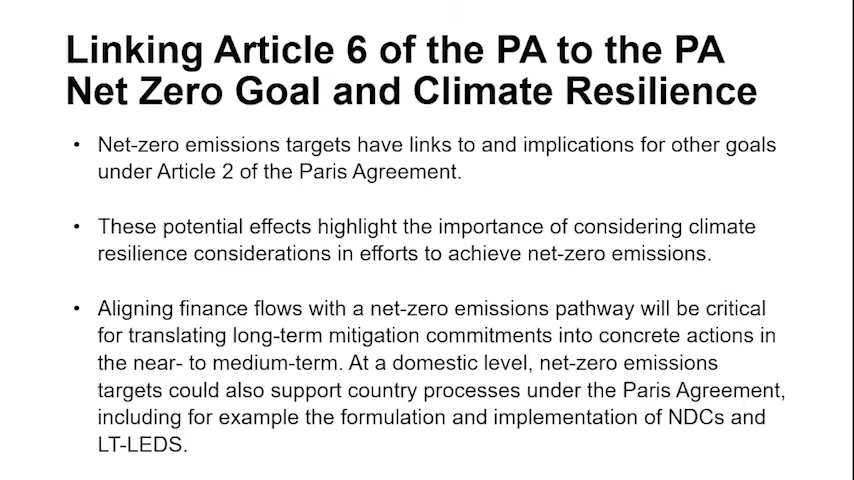 Linking Article 6 of the PA to the PA
Net Zero Goal and Climate Resilience
• Net-zero emissions targets have links to and implications for other goals
under Article 2 of the Paris Agreement.
• These potential effects highlight the importance of considering climate
resilience considerations in efforts to achieve net-zero emissions.
• Aligning finance flows with a net-zero emissions pathway will be critical
for translating long-term mitigation commitments into concrete actions in
the near- to medium-term. At a domestic level, net-zero emissions
targets could also support country processes under the Paris Agreement,
including for example the formulation and implementation of NDCs and
LT-LEDS.